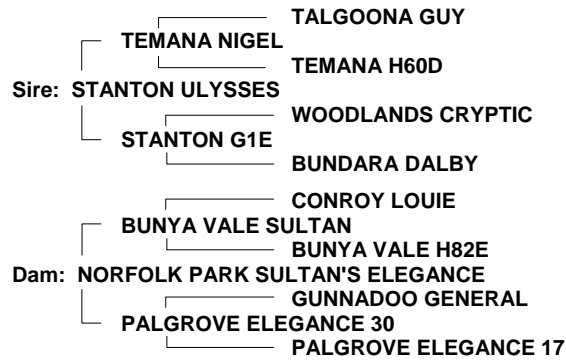 TALGOONA GUY
TEMANA NIGEL
TEMANA H60D
Sire: STANTON ULYSSES
WOODLANDS CRYPTIC
STANTON G1E
BUNDARA DALBY
CONROY LOUIE
BUNYA VALE SULTAN
BUNYA VALE H82E
Dam: NORFOLK PARK SULTAN'S ELEGANCE
GUNNADOO GENERAL
PALGROVE ELEGANCE 30
PALGROVE ELEGANCE 17